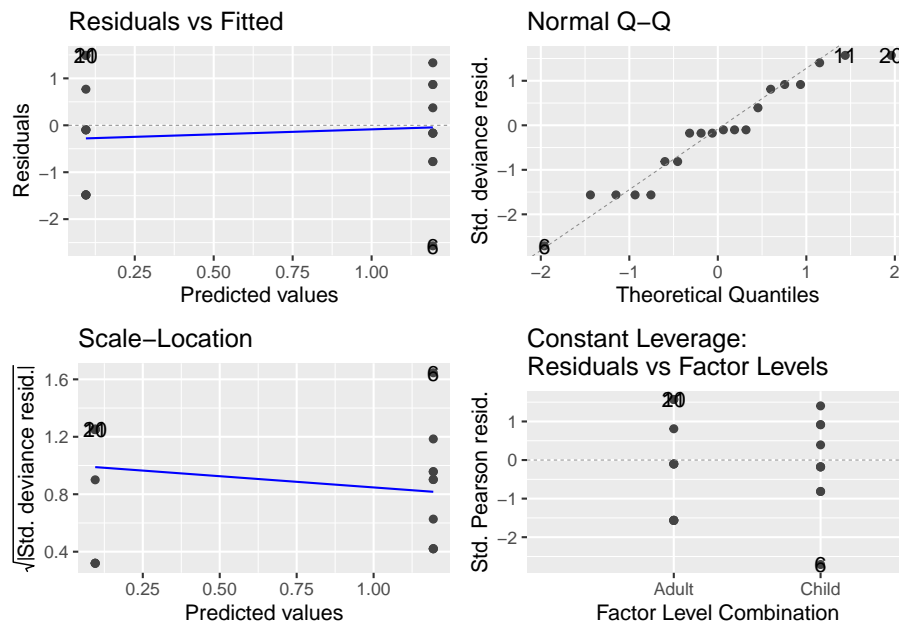 Residuals vs Fitted
Residuals
1
0
−1
−2
0.25 0.50 0.75 1.00
Predicted values
6
Normal Q−Q
Std. deviance resid.
1
0
−1
−2
−2 −1 0 1 2
Theoretical Quantiles
11
20
6
Scale−Location
√|Std. deviance resid.|
1.6
1.2
0.8
0.4
0.25 0.50 0.75 1.00
Predicted values
6
Constant Leverage:
Residuals vs Factor Levels
Std. Pearson resid.
1
0
−1
−2
Adult Child
Factor Level Combination
6